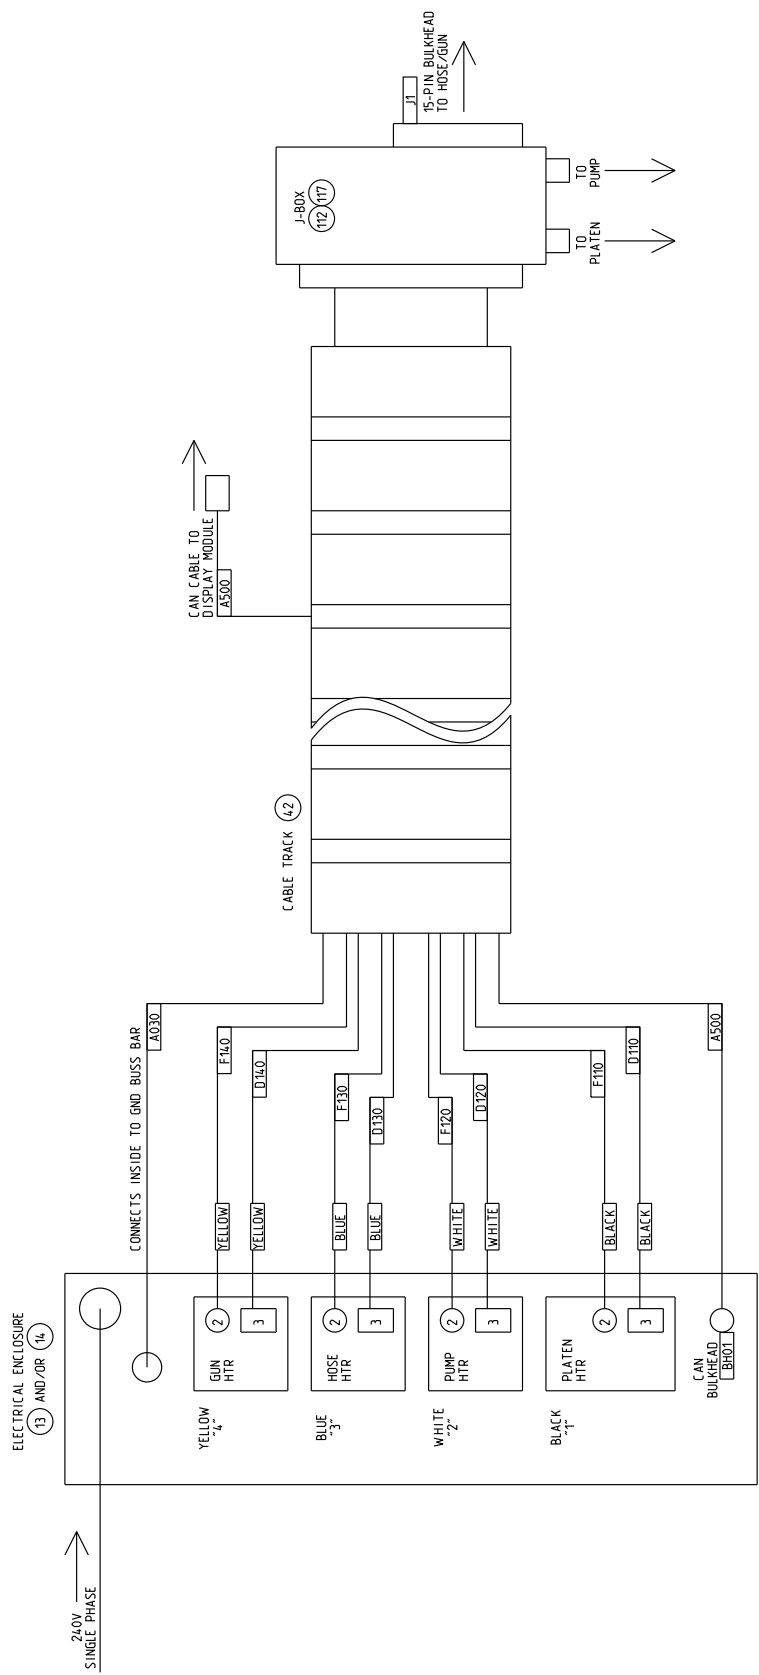 240V
SINGLE PHASE
ELECTRICAL ENCLOSURE
13 AND/OR 14
CONNECTS INSIDE TO GND BUSS BAR
A030
YELLOW
"4"
GUN
HTR
2
3
YELLOW
YELLOW
F140
D140
BLUE
"3"
HOSE
HTR
2
3
BLUE
BLUE
F130
D130
WHITE
"2"
PUMP
HTR
2
3
WHITE
WHITE
F120
D120
BLACK
"1"
PLATEN
HTR
2
3
BLACK
BLACK
F110
D110
CAN
BULKHEAD
BH01
A500
CABLE TRACK 42
CAN CABLE TO
DISPLAY MODULE
A500
J-BOX
112 117
TO
PLATEN
TO
PUMP
J1
15-PIN BULKHEAD
TO HOSE/GUN